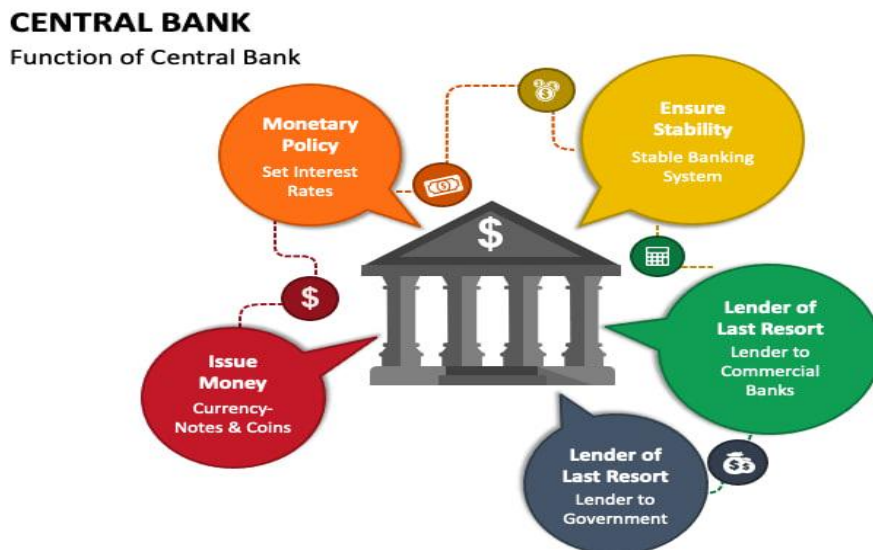 CENTRAL BANK
Function of Central Bank
Monetary
Policy
Set Interest
Rates
Ensure
Stability
Stable Banking
System
$
$
Issue
Money
Currency-
Notes & Coins
Lender of
Last Resort
Lender to
Commercial
Banks
Lender of
Last Resort
Lender to
Government